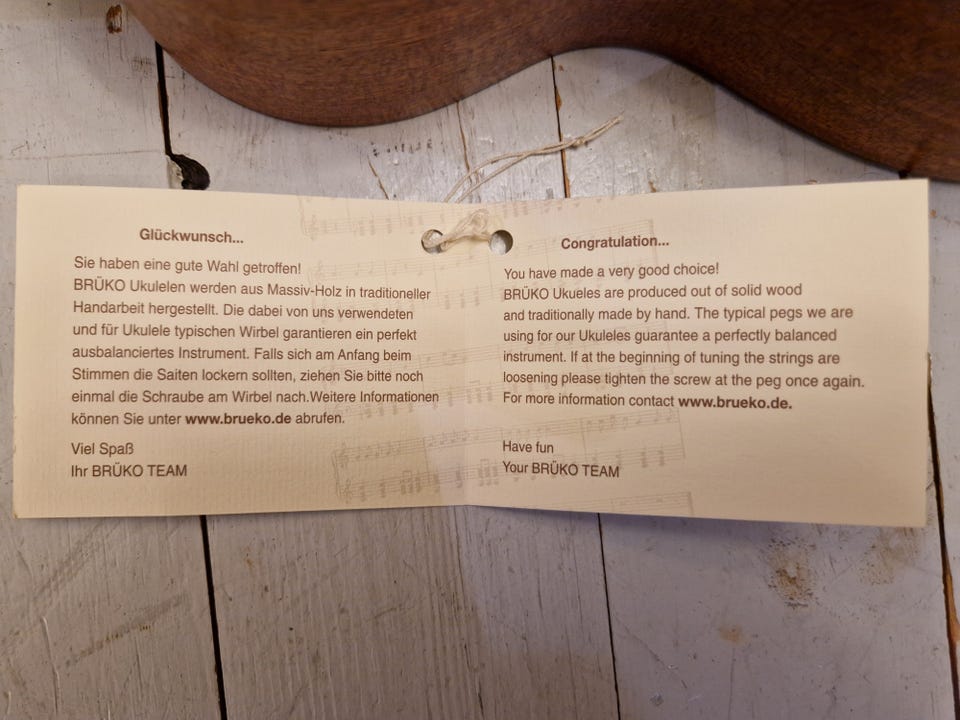 Glückwunsch...
Sie haben eine gute Wahl getroffen!
BRÜKO Ukulelen werden aus Massiv-Holz in traditioneller
Handarbeit hergestellt. Die dabei von uns verwendeten
und für Ukulele typischen Wirbel garantieren ein perfekt
ausbalanciertes Instrument. Falls sich am Anfang beim
Stimmen die Saiten lockern sollten, ziehen Sie bitte noch
einmal die Schraube am Wirbel nach.Weitere Informationen
können Sie unter www.brueko.de abrufen.
Viel Spaß
Ihr BRÜKO TEAM
Congratulation...
You have made a very good choice!
BRÜKO Ukueles are produced out of solid wood
and traditionally made by hand. The typical pegs we are
using for our Ukuleles guarantee a perfectly balanced
instrument. If at the beginning of tuning the strings are
loosening please tighten the screw at the peg once again.
For more information contact www.brueko.de.
Have fun
Your BRÜKO TEAM